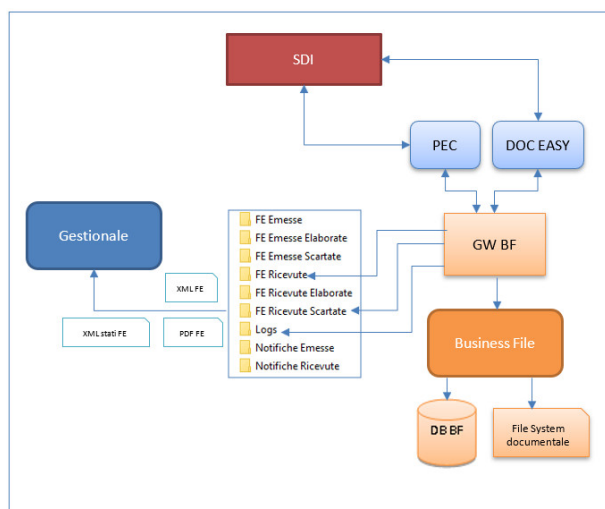 SDI
PEC
DOC EASY
Gestionale
FE Emesse
FE Emesse Elaborate
FE Emesse Scartate
FE Ricevute
FE Ricevute Elaborate
FE Ricevute Scartate
Logs
Notifiche Emesse
Notifiche Ricevute
GW BF
XML FE
XML stati FE
PDF FE
Business File
DB BF
File System
documentale